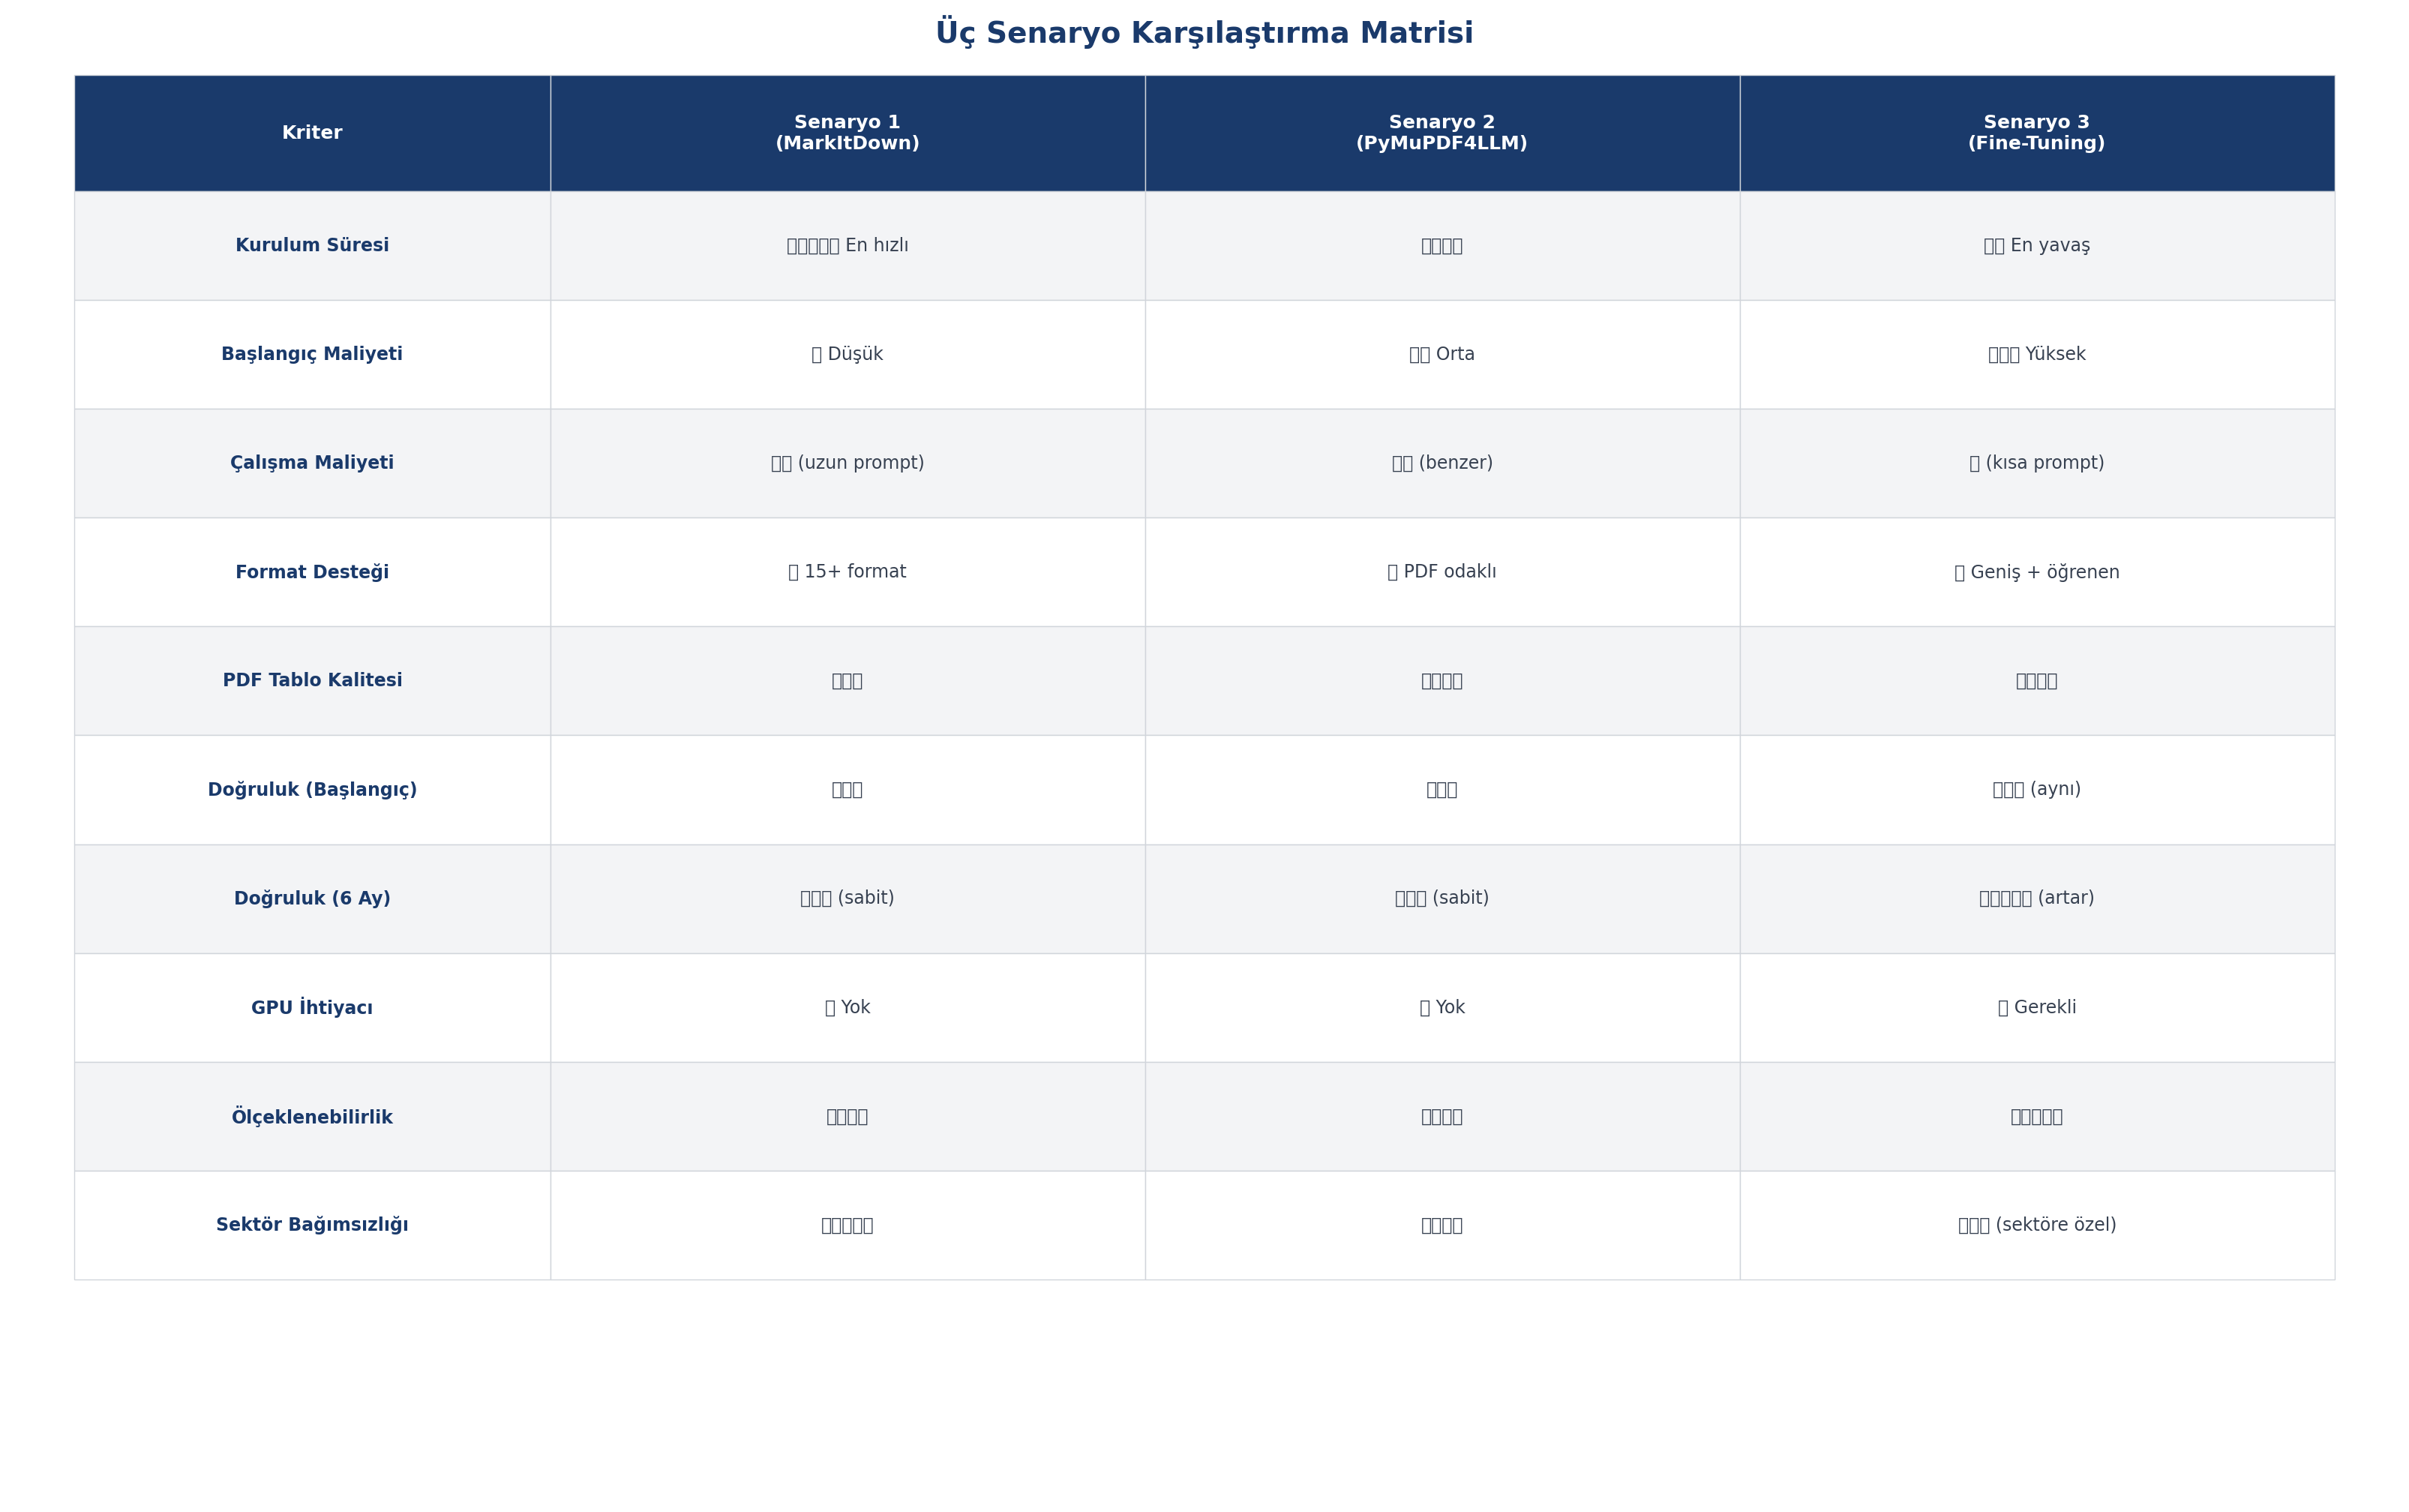 Üç Senaryo Karşılaştırma Matrisi
Kriter
Senaryo 1
(MarkItDown)
Senaryo 2
(PyMuPDF4LLM)
Senaryo 3
(Fine-Tuning)
Kurulum Süresi
En hızlı
En yavaş
Başlangıç Maliyeti
Düşük
Orta
Yüksek
Çalışma Maliyeti
(uzun prompt)
(benzer)
(kısa prompt)
Format Desteği
15+ format
PDF odaklı
Geniş + öğrenen
PDF Tablo Kalitesi
Doğruluk (Başlangıç)
(aynı)
Doğruluk (6 Ay)
(sabit)
(sabit)
(artar)
GPU İhtiyacı
Yok
Yok
Gerekli
Ölçeklenebilirlik
Sektör Bağımsızlığı
(sektöre özel)